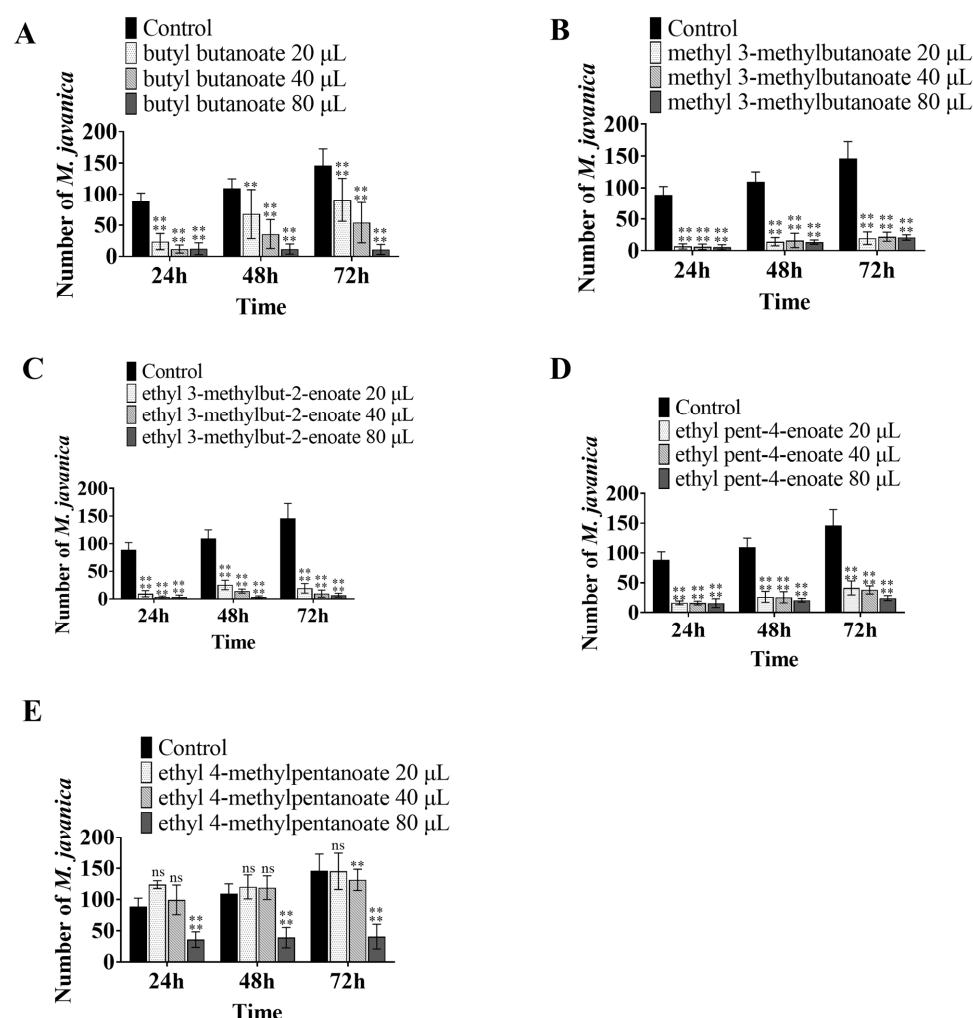 A
Control
butyl butanoate 20 μL
butyl butanoate 40 μL
butyl butanoate 80 μL
Number of M. javanica
200
150
100
50
0
** ** ** ** ** **
** ** ** ** ** ** ** **
** ** **
24h 48h 72h
Time
B
Control
methyl 3-methylbutanoate 20 μL
methyl 3-methylbutanoate 40 μL
methyl 3-methylbutanoate 80 μL
Number of M. javanica
200
150
100
50
0
** ** ** ** ** ** ** ** **
** ** ** ** ** ** ** ** **
24h 48h 72h
Time
C
Control
ethyl 3-methylbut-2-enoate 20 μL
ethyl 3-methylbut-2-enoate 40 μL
ethyl 3-methylbut-2-enoate 80 μL
Number of M. javanica
200
150
100
50
0
** ** ** ** ** ** ** ** **
** ** ** ** ** ** ** ** **
24h 48h 72h
Time
D
Control
ethyl pent-4-enoate 20 μL
ethyl pent-4-enoate 40 μL
ethyl pent-4-enoate 80 μL
Number of M. javanica
200
150
100
50
0
** ** ** ** ** ** ** ** **
** ** ** ** ** ** ** ** **
24h 48h 72h
Time
E
Control
ethyl 4-methylpentanoate 20 μL
ethyl 4-methylpentanoate 40 μL
ethyl 4-methylpentanoate 80 μL
Number of M. javanica
200
150
100
50
0
ns ns ** ns ns ** ns ** **
** ** **
24h 48h 72h
Time